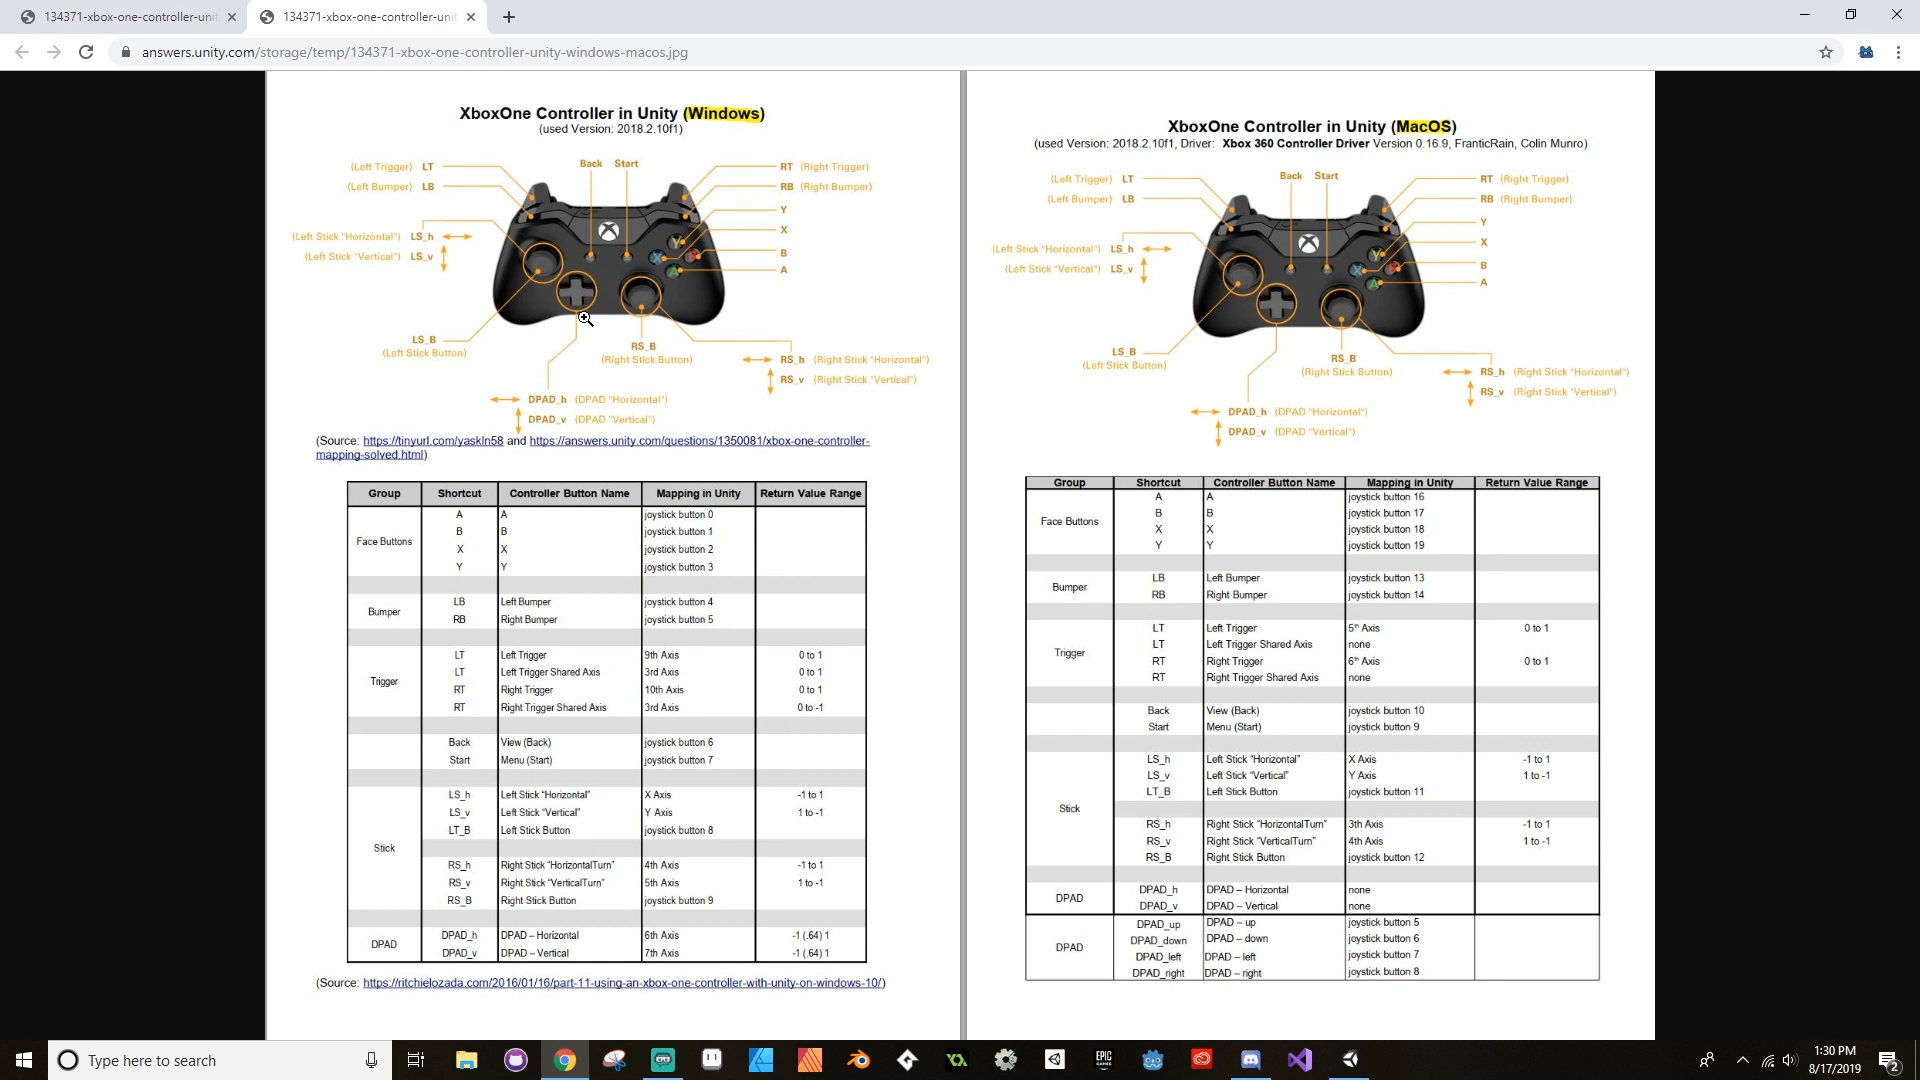 134371-xbox-one-controller-unit
134371-xbox-one-controller-unit
answers.unity.com/storage/temp/134371-xbox-one-controller-unity-windows-macos.jpg
XboxOne Controller in Unity (Windows)
(used Version: 2018.2.10f1)
(Left Trigger) LT
Back Start
RT (Right Trigger)
(Left Bumper) LB
RB (Right Bumper)
Y
X
(Left Stick "Horizontal") LS_h
B
(Left Stick "Vertical") LS_v
A
Y
X
B
A
LS_B
(Left Stick Button)
RS_B
(Right Stick Button)
RS_h (Right Stick "Horizontal")
RS_v (Right Stick "Vertical")
DPAD_h (DPAD "Horizontal")
DPAD_v (DPAD "Vertical")
(Source: https://tinyurl.com/yaskln58 and https://answers.unity.com/questions/1350081/xbox-one-controller-
mapping-solved.html)
Group Shortcut Controller Button Name Mapping in Unity Return Value Range
Face Buttons
A A joystick button 0
B B joystick button 1
X X joystick button 2
Y Y joystick button 3
Bumper
LB Left Bumper joystick button 4
RB Right Bumper joystick button 5
Trigger
LT Left Trigger 9th Axis 0 to 1
LT Left Trigger Shared Axis 3rd Axis 0 to 1
RT Right Trigger 10th Axis 0 to 1
RT Right Trigger Shared Axis 3rd Axis 0 to -1
Back View (Back) joystick button 6
Start Menu (Start) joystick button 7
Stick
LS_h Left Stick "Horizontal" X Axis -1 to 1
LS_v Left Stick "Vertical" Y Axis 1 to -1
LT_B Left Stick Button joystick button 8
RS_h Right Stick "HorizontalTurn" 4th Axis -1 to 1
RS_v Right Stick "VerticalTurn" 5th Axis 1 to -1
RS_B Right Stick Button joystick button 9
DPAD
DPAD_h DPAD – Horizontal 6th Axis -1 (.64) 1
DPAD_v DPAD – Vertical 7th Axis -1 (.64) 1
(Source: https://ritchielozada.com/2016/01/16/part-11-using-an-xbox-one-controller-with-unity-on-windows-10/)
XboxOne Controller in Unity (MacOS)
(used Version: 2018.2.10f1, Driver: Xbox 360 Controller Driver Version 0.16.9, FranticRain, Colin Munro)
(Left Trigger) LT
Back Start
RT (Right Trigger)
(Left Bumper) LB
RB (Right Bumper)
Y
X
(Left Stick "Horizontal") LS_h
B
(Left Stick "Vertical") LS_v
A
Y
X
B
A
LS_B
(Left Stick Button)
RS_B
(Right Stick Button)
RS_h (Right Stick "Horizontal")
RS_v (Right Stick "Vertical")
DPAD_h (DPAD "Horizontal")
DPAD_v (DPAD "Vertical")
Group Shortcut Controller Button Name Mapping in Unity Return Value Range
Face Buttons
A A joystick button 16
B B joystick button 17
X X joystick button 18
Y Y joystick button 19
Bumper
LB Left Bumper joystick button 13
RB Right Bumper joystick button 14
Trigger
LT Left Trigger 5th Axis 0 to 1
LT Left Trigger Shared Axis none
RT Right Trigger 6th Axis 0 to 1
RT Right Trigger Shared Axis none
Back View (Back) joystick button 10
Start Menu (Start) joystick button 9
Stick
LS_h Left Stick "Horizontal" X Axis -1 to 1
LS_v Left Stick "Vertical" Y Axis 1 to -1
LT_B Left Stick Button joystick button 11
RS_h Right Stick "HorizontalTurn" 3th Axis -1 to 1
RS_v Right Stick "VerticalTurn" 4th Axis 1 to -1
RS_B Right Stick Button joystick button 12
DPAD
DPAD_h DPAD – Horizontal none
DPAD_v DPAD – Vertical none
DPAD
DPAD_up DPAD – up joystick button 5
DPAD_down DPAD – down joystick button 6
DPAD_left DPAD – left joystick button 7
DPAD_right DPAD – right joystick button 8
Type here to search
EPIC
GAMES
1:30 PM
8/17/2019
2